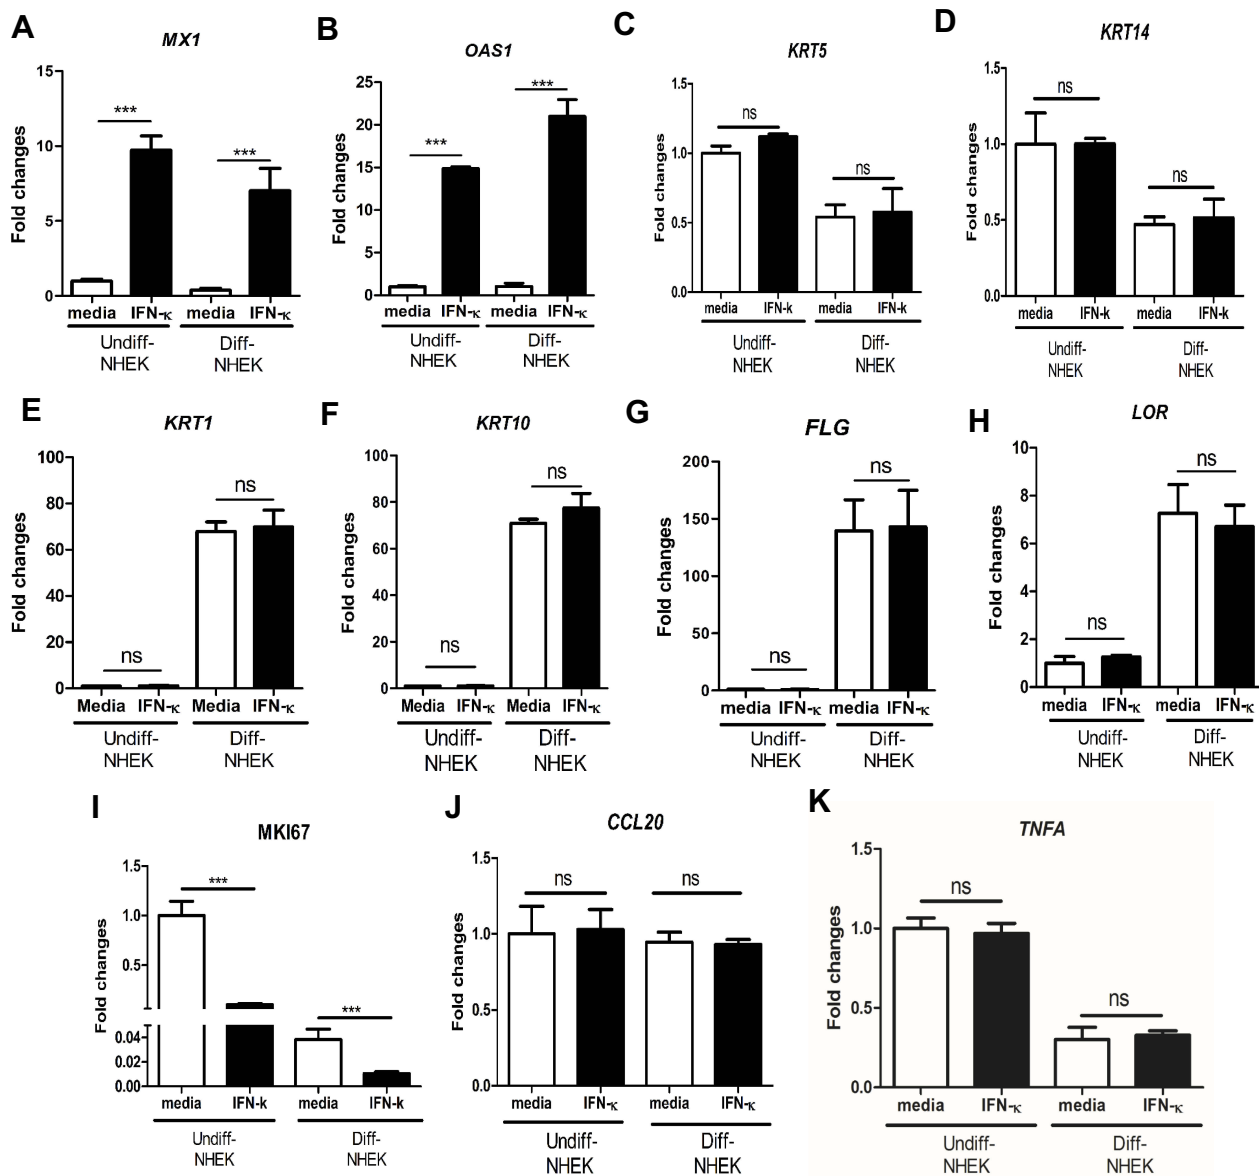 A
MX1
Fold changes
15
10
5
0
***
***
media IFN-κ media IFN-κ
Undiff-
NHEK
Diff-
NHEK
B
OAS1
Fold changes
25
20
15
10
5
0
***
***
media IFN-κ media IFN-κ
Undiff-
NHEK
Diff-
NHEK
C
KRT5
Fold changes
1.5
1.0
0.5
0.0
ns
ns
media IFN-k media IFN-k
Undiff-
NHEK
Diff-
NHEK
D
KRT14
Fold changes
1.5
1.0
0.5
0.0
ns
ns
media IFN-k media IFN-k
Undiff-
NHEK
Diff-
NHEK
E
KRT1
Fold changes
100
80
60
40
20
0
ns
ns
Media IFN-κ Media IFN-κ
Undiff-
NHEK
Diff-
NHEK
F
KRT10
Fold changes
100
80
60
40
20
0
ns
ns
Media IFN-κ Media IFN-κ
Undiff-
NHEK
Diff-
NHEK
G
FLG
Fold changes
200
150
100
50
0
ns
ns
media IFN-κ media IFN-κ
Undiff-
NHEK
Diff-
NHEK
H
LOR
Fold changes
10
8
6
4
2
0
ns
ns
media IFN-κ media IFN-κ
Undiff-
NHEK
Diff-
NHEK
I
MKI67
Fold changes
1.5
1.0
0.5
0.04
0.02
0.00
***
***
media IFN-k media IFN-k
Undiff-
NHEK
Diff-
NHEK
J
CCL20
Fold changes
1.5
1.0
0.5
0.0
ns
ns
media IFN-κ media IFN-κ
Undiff-
NHEK
Diff-
NHEK
K
TNFA
Fold changes
1.5
1.0
0.5
0.0
ns
ns
media IFN-κ media IFN-κ
Undiff-
NHEK
Diff-
NHEK